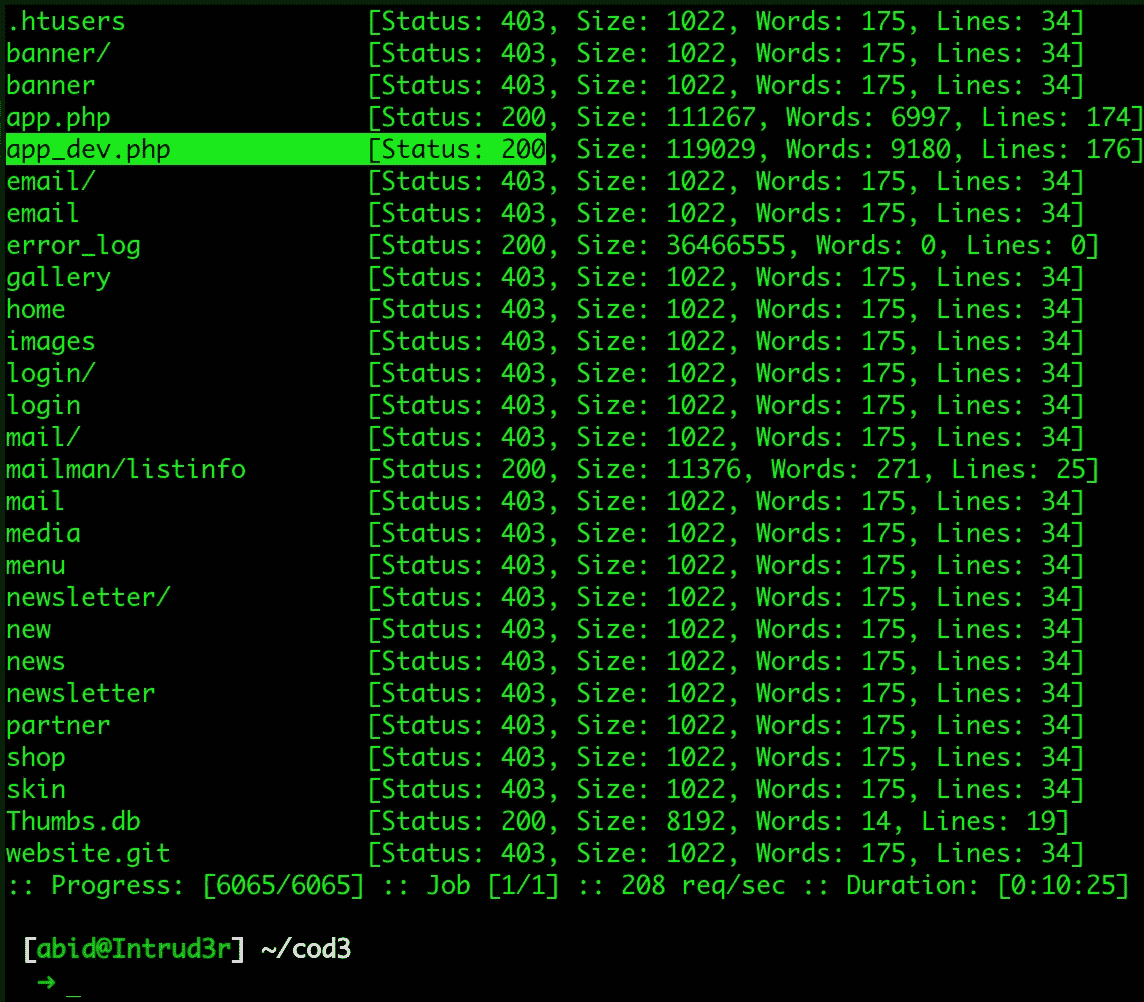 .htusers [Status: 403, Size: 1022, Words: 175, Lines: 34]
banner/ [Status: 403, Size: 1022, Words: 175, Lines: 34]
banner [Status: 403, Size: 1022, Words: 175, Lines: 34]
app.php [Status: 200, Size: 111267, Words: 6997, Lines: 174]
app_dev.php [Status: 200, Size: 119029, Words: 9180, Lines: 176]
email/ [Status: 403, Size: 1022, Words: 175, Lines: 34]
email [Status: 403, Size: 1022, Words: 175, Lines: 34]
error_log [Status: 200, Size: 36466555, Words: 0, Lines: 0]
gallery [Status: 403, Size: 1022, Words: 175, Lines: 34]
home [Status: 403, Size: 1022, Words: 175, Lines: 34]
images [Status: 403, Size: 1022, Words: 175, Lines: 34]
login/ [Status: 403, Size: 1022, Words: 175, Lines: 34]
login [Status: 403, Size: 1022, Words: 175, Lines: 34]
mail/ [Status: 403, Size: 1022, Words: 175, Lines: 34]
mailman/listinfo [Status: 200, Size: 11376, Words: 271, Lines: 25]
mail [Status: 403, Size: 1022, Words: 175, Lines: 34]
media [Status: 403, Size: 1022, Words: 175, Lines: 34]
menu [Status: 403, Size: 1022, Words: 175, Lines: 34]
newsletter/ [Status: 403, Size: 1022, Words: 175, Lines: 34]
new [Status: 403, Size: 1022, Words: 175, Lines: 34]
news [Status: 403, Size: 1022, Words: 175, Lines: 34]
newsletter [Status: 403, Size: 1022, Words: 175, Lines: 34]
partner [Status: 403, Size: 1022, Words: 175, Lines: 34]
shop [Status: 403, Size: 1022, Words: 175, Lines: 34]
skin [Status: 403, Size: 1022, Words: 175, Lines: 34]
Thumbs.db [Status: 200, Size: 8192, Words: 14, Lines: 19]
website.git [Status: 403, Size: 1022, Words: 175, Lines: 34]
:: Progress: [6065/6065] :: Job [1/1] :: 208 req/sec :: Duration: [0:10:25]
[abid@Intrud3r] ~/cod3
→ _